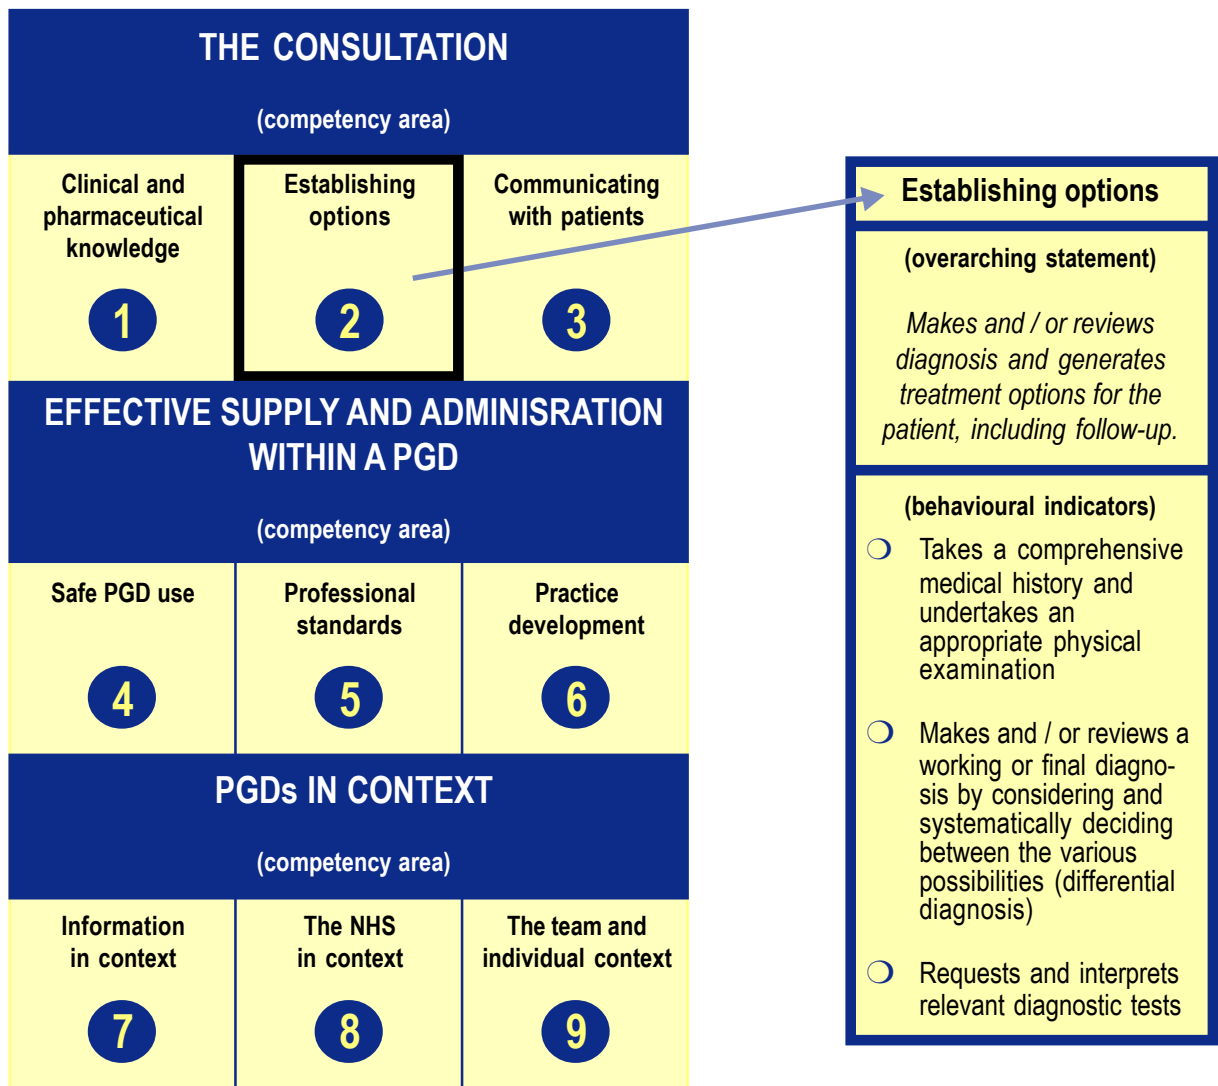 THE CONSULTATION
(competency area)
Clinical and
pharmaceutical
knowledge
1
Establishing
options
2
Communicating
with patients
3
EFFECTIVE SUPPLY AND ADMINISRATION
WITHIN A PGD
(competency area)
Safe PGD use
4
Professional
standards
5
Practice
development
6
PGDs IN CONTEXT
(competency area)
Information
in context
7
The NHS
in context
8
The team and
individual context
9
Establishing options
(overarching statement)
Makes and / or reviews
diagnosis and generates
treatment options for the
patient, including follow-up.
(behavioural indicators)
❍ Takes a comprehensive
medical history and
undertakes an
appropriate physical
examination
❍ Makes and / or reviews a
working or final diagno-
sis by considering and
systematically deciding
between the various
possibilities (differential
diagnosis)
❍ Requests and interprets
relevant diagnostic tests